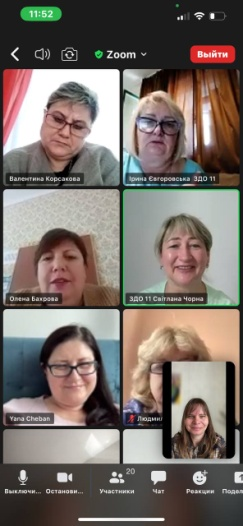 11:52
Zoom
Выйти
Валентина Корсакова
Ірина Євгеровська ЗДО 11
Олена Бахрова
ЗДО 11 Світлана Чорна
Yana Cheban
Людми
20
Выключи...
Останови...
Участники
Чат
Реакции
Подел